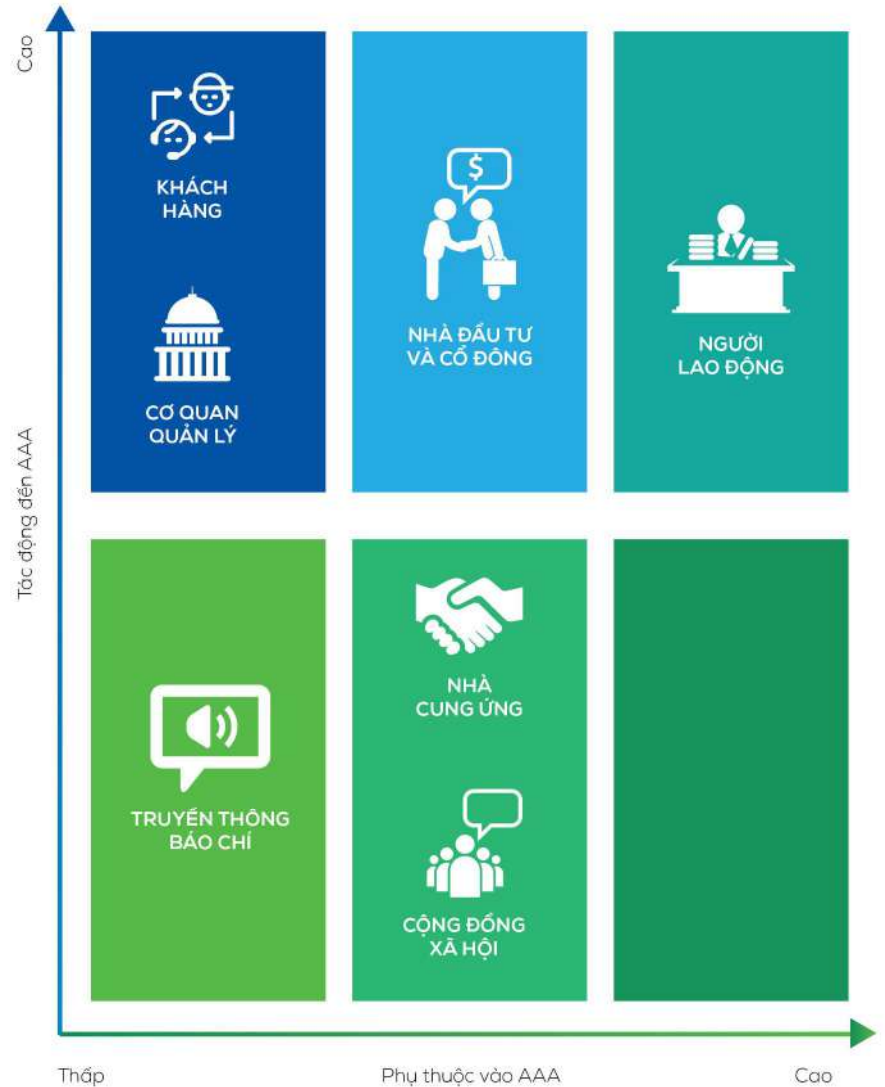 Cao
Tác động đến AAA
KHÁCH
HÀNG
CƠ QUAN
QUẢN LÝ
$
NHÀ ĐẦU TƯ
VÀ CỔ ĐÔNG
NGƯỜI
LAO ĐỘNG
TRUYỀN THÔNG
BÁO CHÍ
NHÀ
CUNG ỨNG
CỘNG ĐỒNG
XÃ HỘI
Thấp
Phụ thuộc vào AAA
Cao